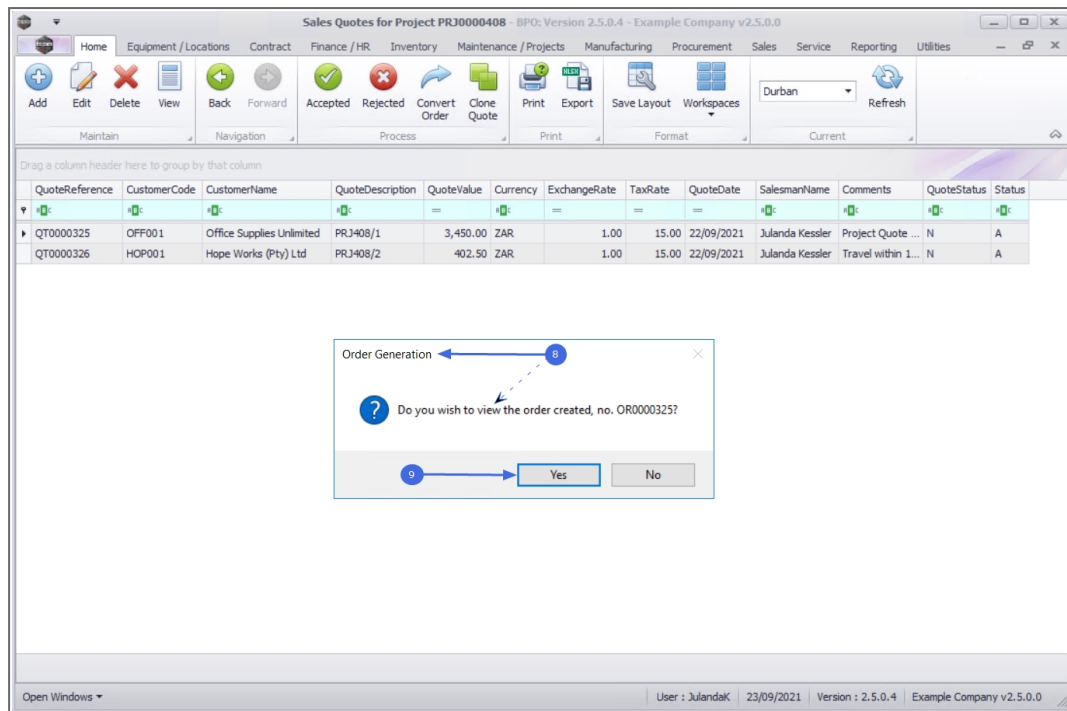 Sales Quotes for Project PRJ0000408 - BPO: Version 2.5.0.4 - Example Company v2.5.0.0
Home Equipment / Locations Contract Finance / HR Inventory Maintenance / Projects Manufacturing Procurement Sales Service Reporting Utilities
Add Edit Delete View Back Forward Accepted Rejected Convert Order Clone Quote Print Export Save Layout Workspaces Durban Refresh
Maintain Navigation Process Print Format Current
Drag a column header here to group by that column
QuoteReference CustomerCode CustomerName QuoteDescription QuoteValue Currency ExchangeRate TaxRate QuoteDate SalesmanName Comments QuoteStatus Status
QT0000325 OFF001 Office Supplies Unlimited PRJ408/1 3,450.00 ZAR 1.00 15.00 22/09/2021 Julanda Kessler Project Quote ... N A
QT0000326 HOP001 Hope Works (Pty) Ltd PRJ408/2 402.50 ZAR 1.00 15.00 22/09/2021 Julanda Kessler Travel within 1... N A
Order Generation 8
Do you wish to view the order created, no. OR0000325?
9 Yes No
Open Windows User : JulandaK 23/09/2021 Version : 2.5.0.4 Example Company v2.5.0.0